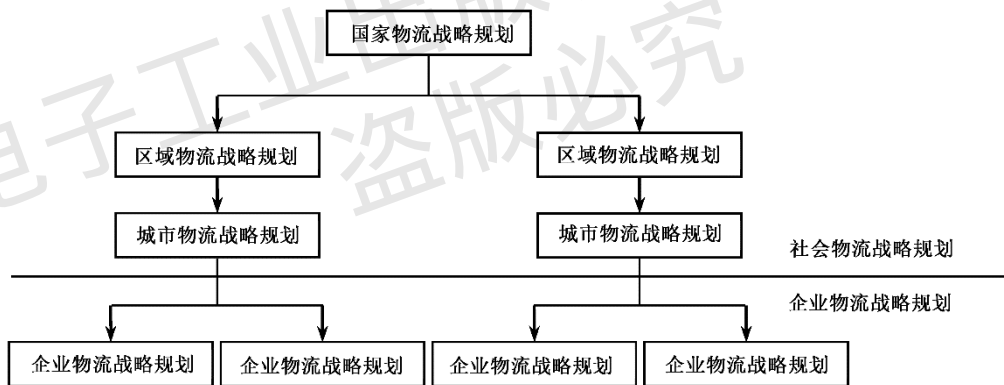 国家物流战略规划
区域物流战略规划
区域物流战略规划
城市物流战略规划
城市物流战略规划
社会物流战略规划
企业物流战略规划
企业物流战略规划
企业物流战略规划
企业物流战略规划
企业物流战略规划
电子工业出版
盗版必究